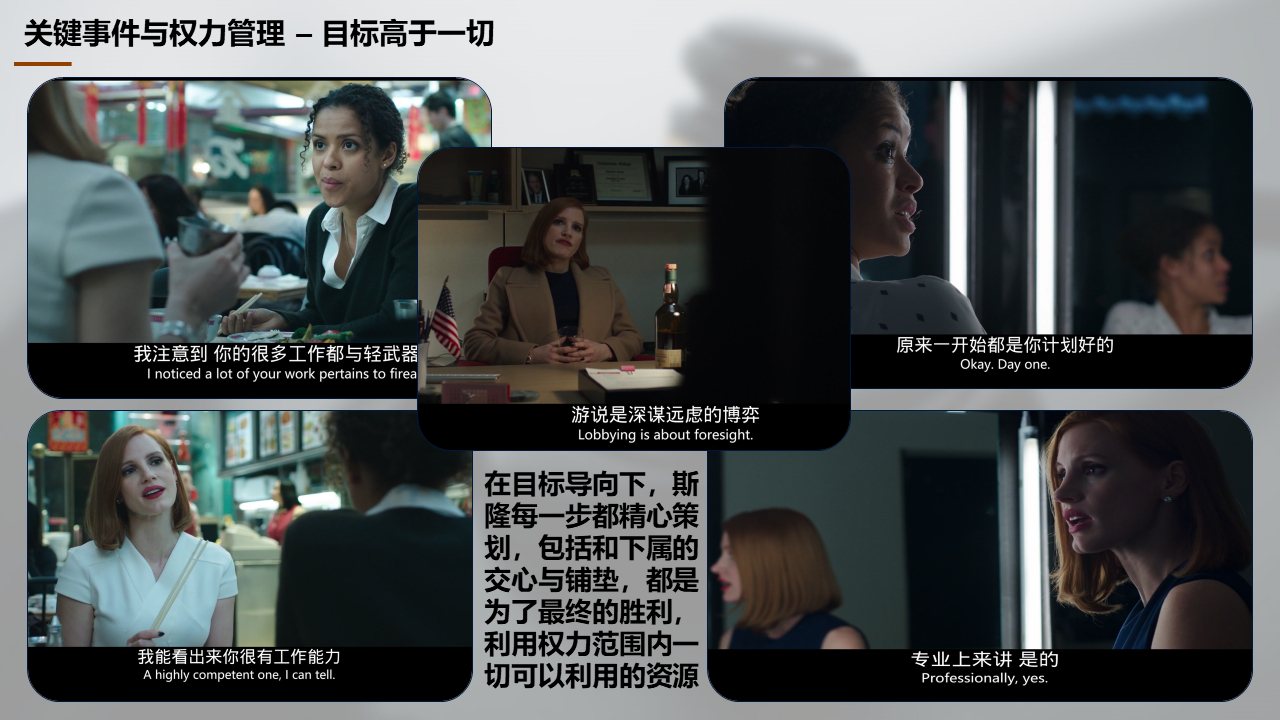 关键事件与权力管理 – 目标高于一切
我注意到 你的很多工作都与轻武器
I noticed a lot of your work pertains to firea
游说是深谋远虑的博弈
Lobbying is about foresight.
原来一开始都是你计划好的
Okay. Day one.
我能看出来你很有工作能力
A highly competent one, I can tell.
在目标导向下，斯
隆每一步都精心策
划，包括和下属的
交心与铺垫，都是
为了最终的胜利，
利用权力范围内一
切可以利用的资源
专业上来讲 是的
Professionally, yes.